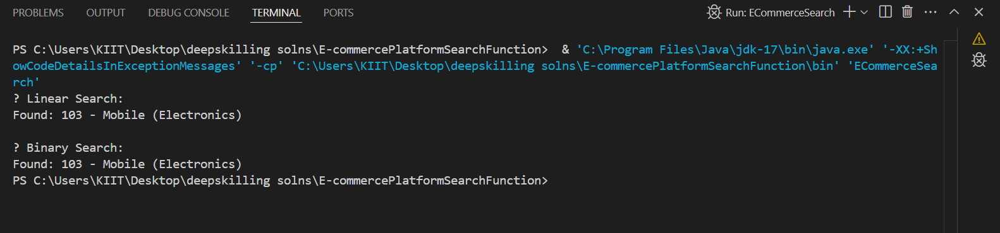 PROBLEMS OUTPUT DEBUG CONSOLE TERMINAL PORTS Run: ECommerceSearch
PS C:\Users\KIIT\Desktop\deepskilling solns\E-commercePlatformSearchFunction>  & 'C:\Program Files\Java\jdk-17\bin\java.exe' '-XX:+Sh
owCodeDetailsInExceptionMessages' '-cp' 'C:\Users\KIIT\Desktop\deepskilling solns\E-commercePlatformSearchFunction\bin' 'ECommerceSea
rch'
? Linear Search:
Found: 103 - Mobile (Electronics)
? Binary Search:
Found: 103 - Mobile (Electronics)
PS C:\Users\KIIT\Desktop\deepskilling solns\E-commercePlatformSearchFunction>